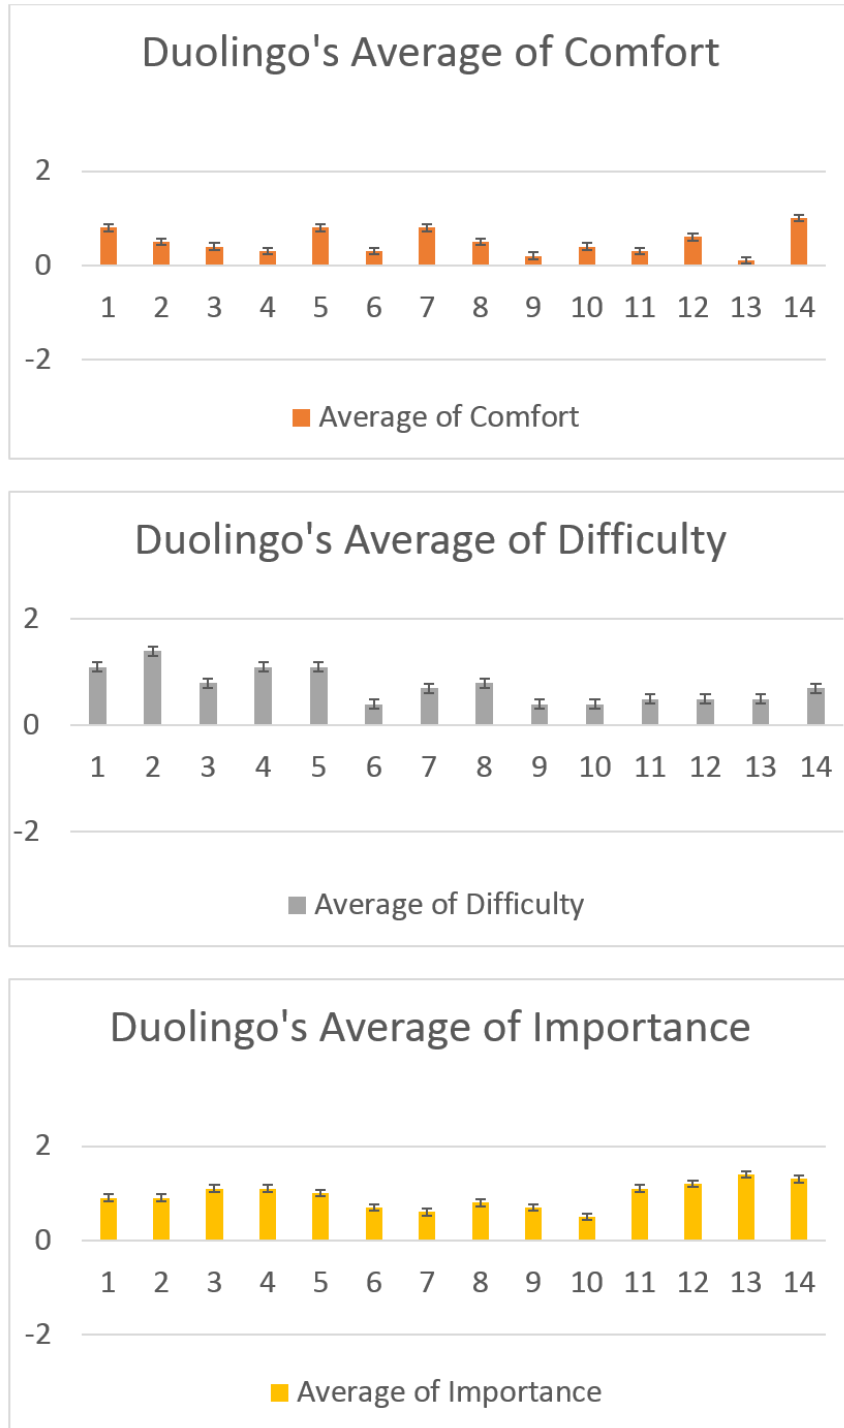 Duolingo's Average of Comfort
2
0
1 2 3 4 5 6 7 8 9 10 11 12 13 14
-2
Average of Comfort
Duolingo's Average of Difficulty
2
0
1 2 3 4 5 6 7 8 9 10 11 12 13 14
-2
Average of Difficulty
Duolingo's Average of Importance
2
0
1 2 3 4 5 6 7 8 9 10 11 12 13 14
-2
Average of Importance